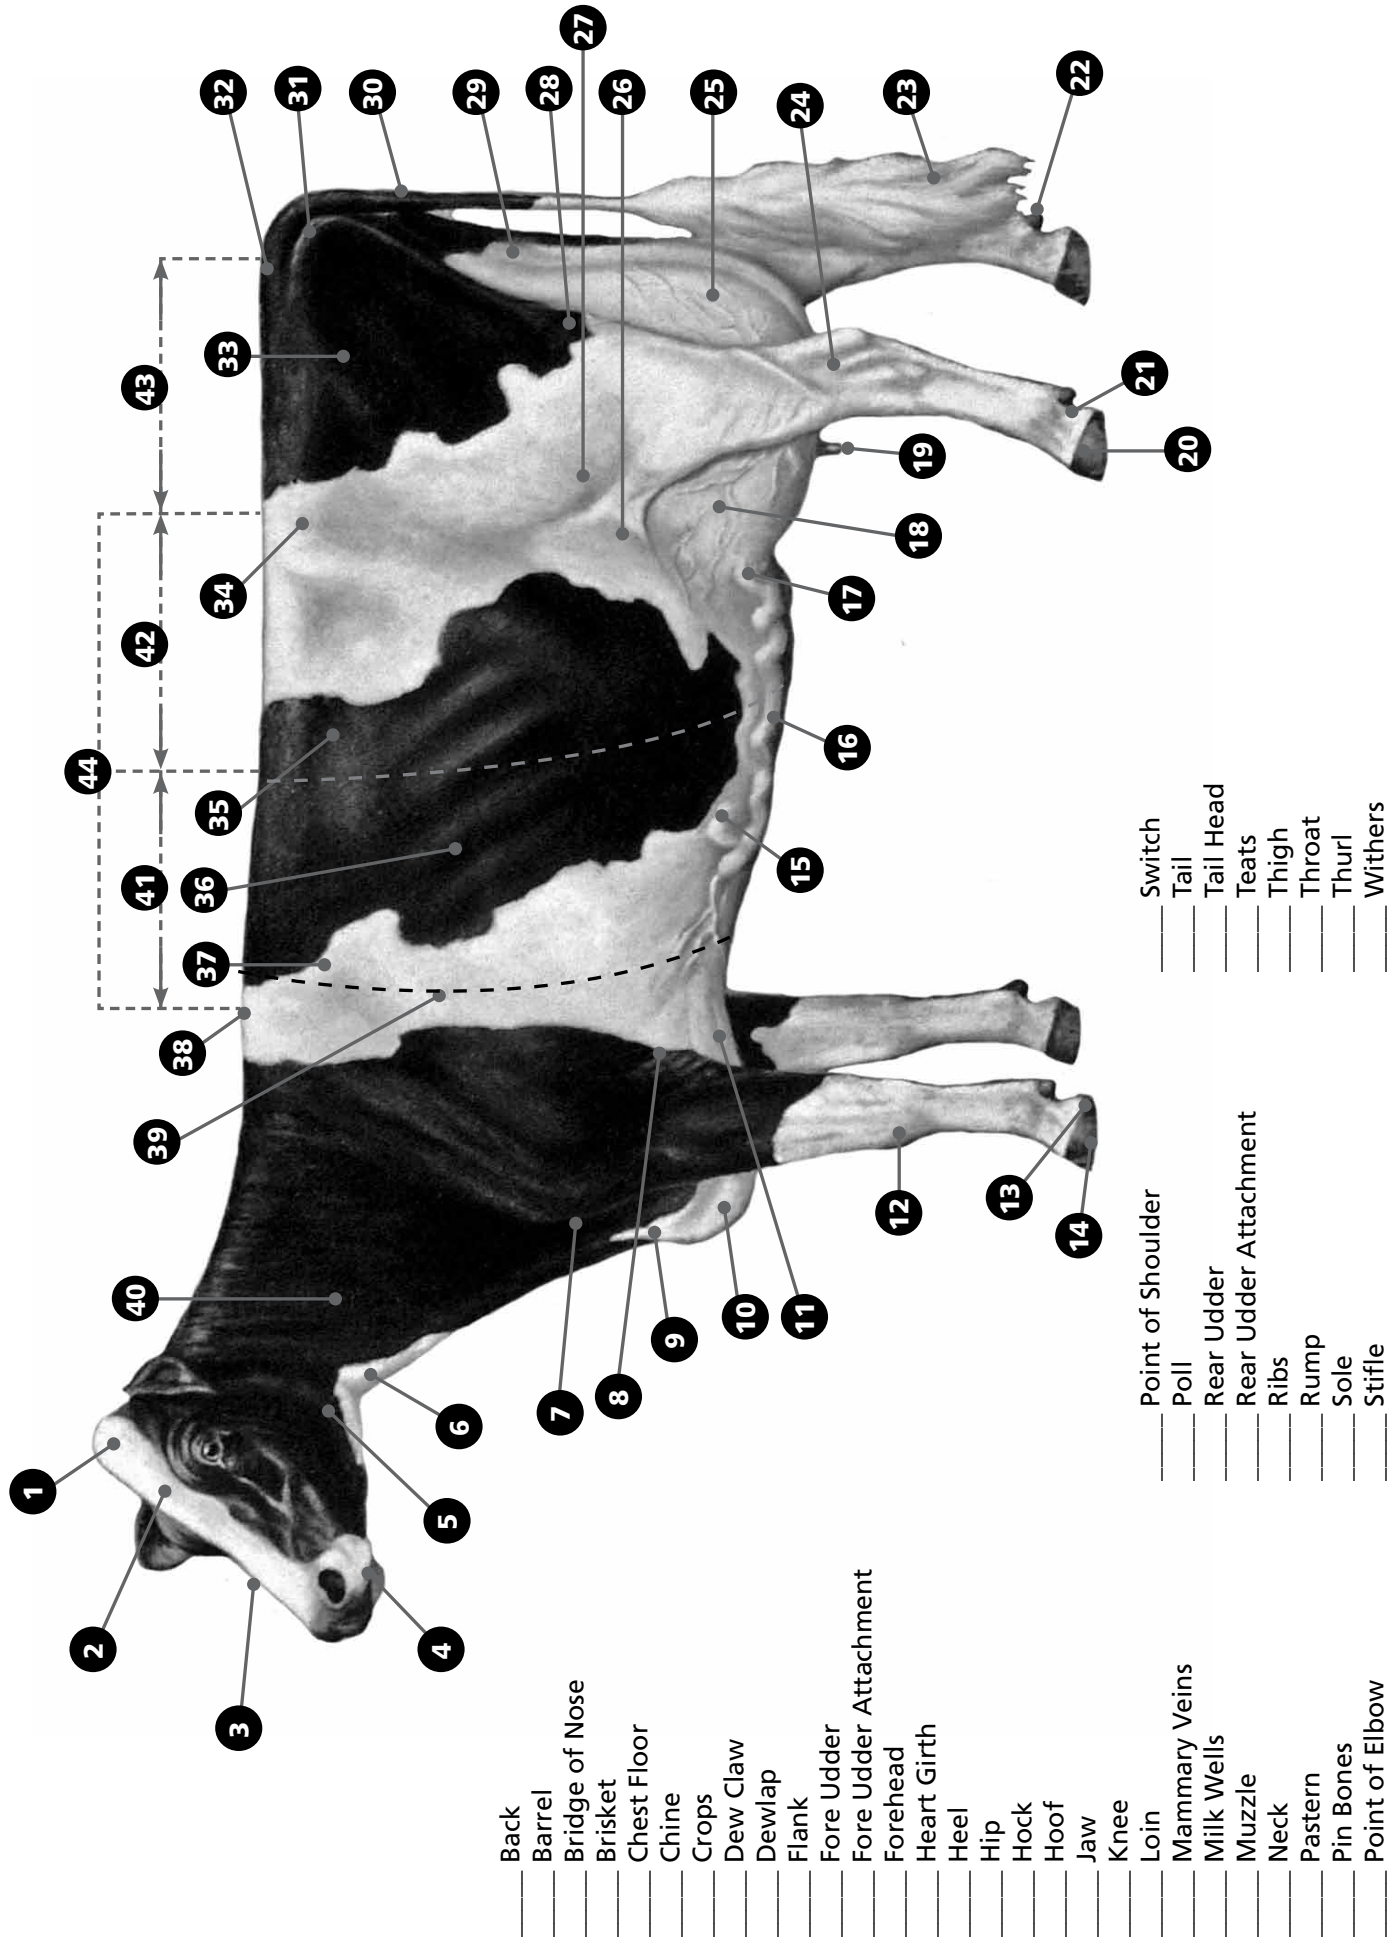 1
2
3
4
5
6
7
8
9
10
11
12
13
14
15
16
17
18
19
20
21
22
23
24
25
26
27
28
29
30
31
32
33
34
35
36
37
38
39
40
41
42
43
44
Back
Barrel
Bridge of Nose
Brisket
Chest Floor
Chine
Crops
Dew Claw
Dewlap
Flank
Fore Udder
Fore Udder Attachment
Forehead
Heart Girth
Heel
Hip
Hock
Hoof
Jaw
Knee
Loin
Mammary Veins
Milk Wells
Muzzle
Neck
Pastern
Pin Bones
Point of Elbow
Point of Shoulder
Poll
Rear Udder
Rear Udder Attachment
Ribs
Rump
Sole
Stifle
Switch
Tail
Tail Head
Teats
Thigh
Throat
Thurl
Withers